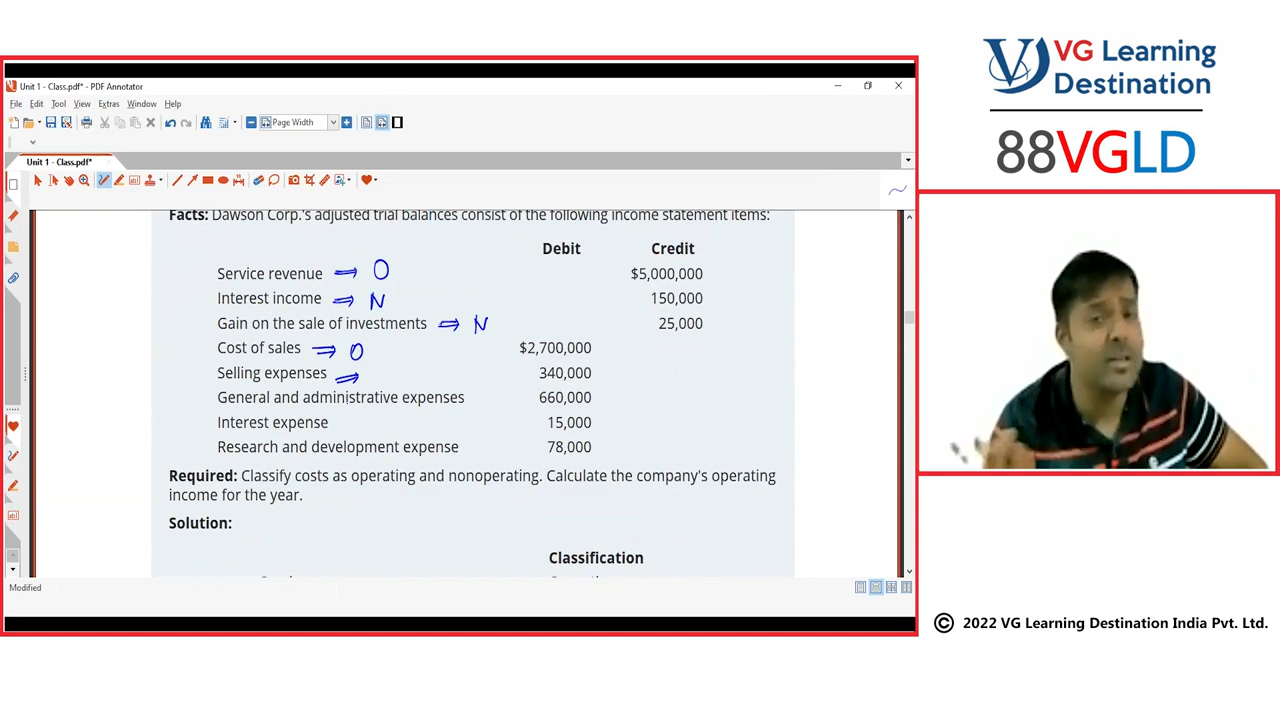 VG Learning
Destination
88VGLD
Unit 1 - Class.pdf* - PDF Annotator
File Edit Tool View Extras Window Help
Page Width
Unit 1 - Class.pdf*
Facts: Dawson Corp.'s adjusted trial balances consist of the following income statement items:
Debit Credit
Service revenue ⇒ O $5,000,000
Interest income ⇒ N 150,000
Gain on the sale of investments ⇒ N 25,000
Cost of sales ⇒ O $2,700,000
Selling expenses ⇒ 340,000
General and administrative expenses 660,000
Interest expense 15,000
Research and development expense 78,000
Required: Classify costs as operating and nonoperating. Calculate the company's operating
income for the year.
Solution:
Classification
Modified
© 2022 VG Learning Destination India Pvt. Ltd.